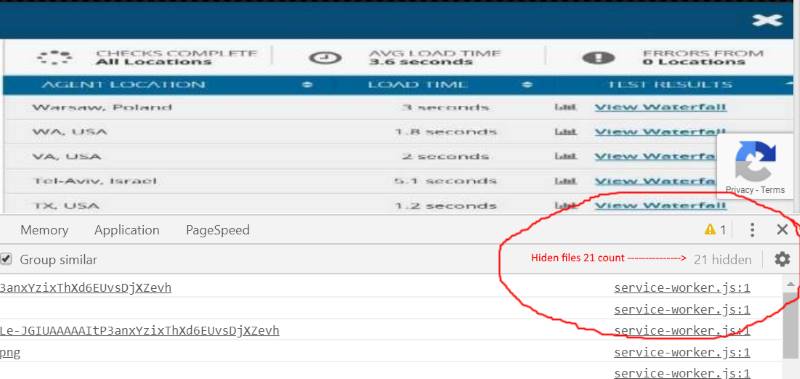 CHECKS COMPLETE
All Locations
AVG LOAD TIME
3.6 seconds
ERRORS FROM
0 Locations
AGENT LOCATION LOAD TIME TEST RESULTS
Warsaw, Poland 3 seconds View Waterfall
WA, USA 1.8 seconds View Waterfall
VA, USA 2 seconds View Waterfa
Tel-Aviv, Israel 5.1 seconds View Waterfa
TX, USA 1.2 seconds View Waterfall
Privacy - Terms
Memory Application PageSpeed 1
Group similar Hiden files 21 count ----------------> 21 hidden
3anxYzixThXd6EUvsDjXZevh service-worker.js:1
service-worker.js:1
Le-JGIUAAAAAItP3anxYzixThXd6EUvsDjXZevh service-worker.js:1
png service-worker.js:1
service-worker.js:1